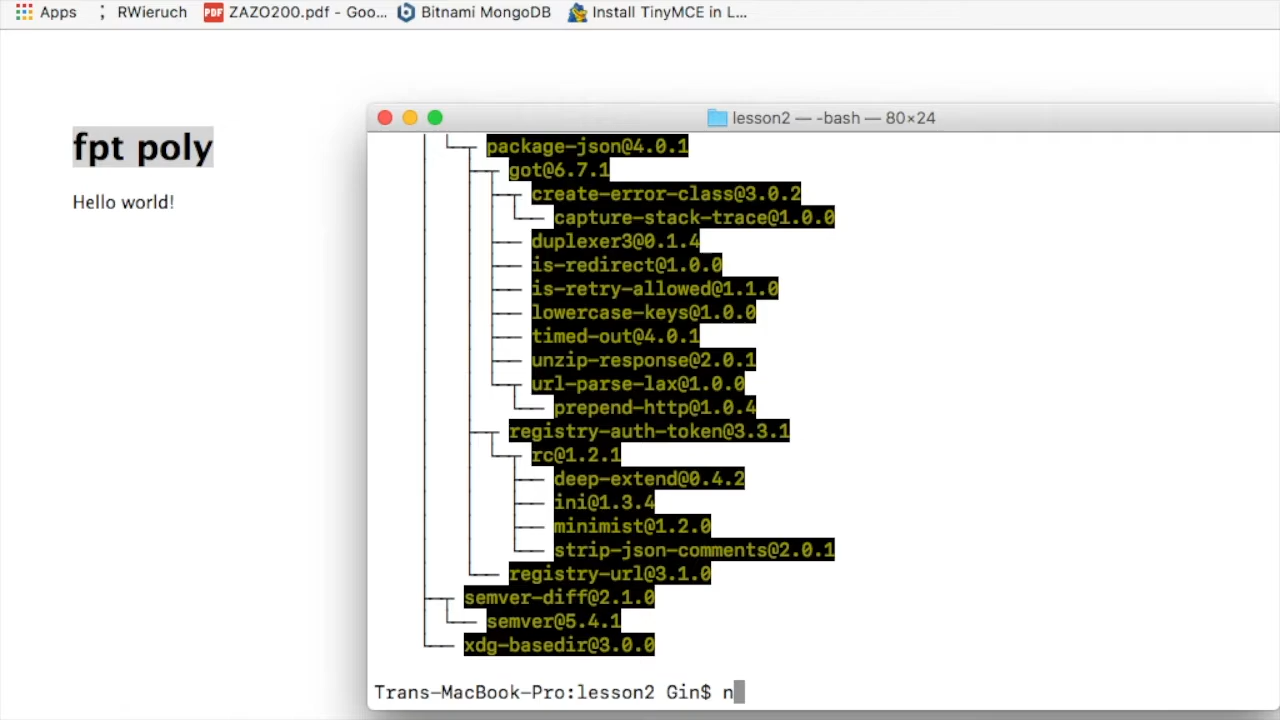 Apps RWieruch ZAZO200.pdf - Goo... Bitnami MongoDB Install TinyMCE in L...
fpt poly
Hello world!
lesson2 — -bash — 80×24
package-json@4.0.1
got@6.7.1
create-error-class@3.0.2
capture-stack-trace@1.0.0
duplexer3@0.1.4
is-redirect@1.0.0
is-retry-allowed@1.1.0
lowercase-keys@1.0.0
timed-out@4.0.1
unzip-response@2.0.1
url-parse-lax@1.0.0
prepend-http@1.0.4
registry-auth-token@3.3.1
rc@1.2.1
deep-extend@0.4.2
ini@1.3.4
minimist@1.2.0
strip-json-comments@2.0.1
registry-url@3.1.0
semver-diff@2.1.0
semver@5.4.1
xdg-basedir@3.0.0
Trans-MacBook-Pro:lesson2 Gin$ n